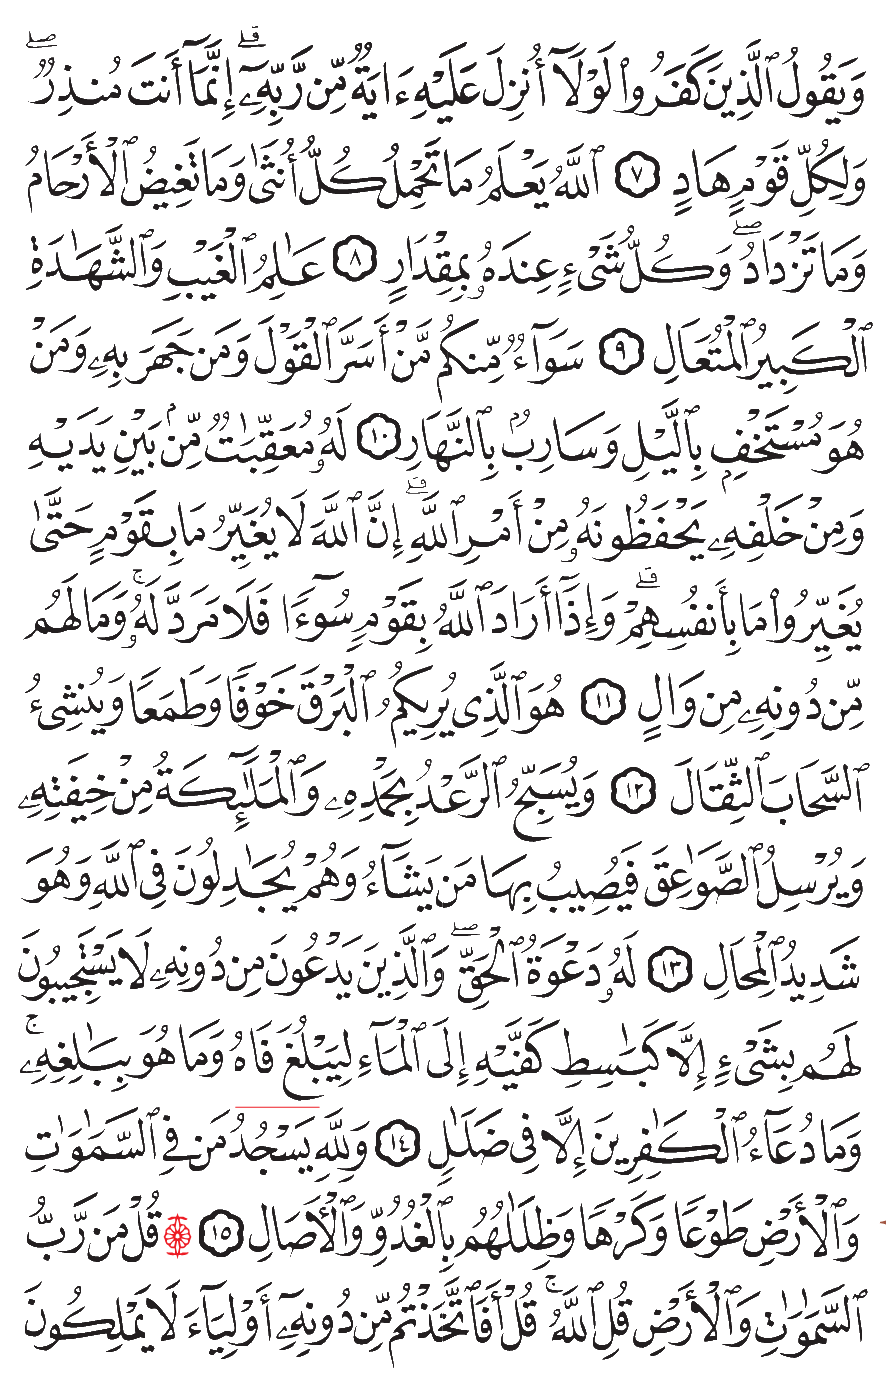 وَيَقُولُ ٱلَّذِينَ كَفَرُواْ لَوْلَآ أُنزِلَ عَلَيْهِ ءَايَةٌ مِّن رَّبِّهِۦٓۗ إِنَّمَآ أَنتَ مُنذِرٌۖ
وَلِكُلِّ قَوْمٍ هَادٍ ٧ ٱللَّهُ يَعْلَمُ مَا تَحْمِلُ كُلُّ أُنثَىٰ وَمَا تَغِيضُ ٱلْأَرْحَامُ
وَمَا تَزْدَادُۖ وَكُلُّ شَىْءٍ عِندَهُۥ بِمِقْدَارٍ ٨ عَٰلِمُ ٱلْغَيْبِ وَٱلشَّهَٰدَةِ
ٱلْكَبِيرُ ٱلْمُتَعَالِ ٩ سَوَآءٌ مِّنكُم مَّنْ أَسَرَّ ٱلْقَوْلَ وَمَن جَهَرَ بِهِۦ وَمَنْ
هُوَ مُسْتَخْفٍۭ بِٱلَّيْلِ وَسَارِبٌۢ بِٱلنَّهَارِ ١٠ لَهُۥ مُعَقِّبَٰتٌ مِّنۢ بَيْنِ يَدَيْهِ
وَمِنْ خَلْفِهِۦ يَحْفَظُونَهُۥ مِنْ أَمْرِ ٱللَّهِۗ إِنَّ ٱللَّهَ لَا يُغَيِّرُ مَا بِقَوْمٍ حَتَّىٰ
يُغَيِّرُواْ مَا بِأَنفُسِهِمْۗ وَإِذَآ أَرَادَ ٱللَّهُ بِقَوْمٍ سُوٓءًا فَلَا مَرَدَّ لَهُۥۚ وَمَا لَهُم
مِّن دُونِهِۦ مِن وَالٍ ١١ هُوَ ٱلَّذِى يُرِيكُمُ ٱلْبَرْقَ خَوْفًا وَطَمَعًا وَيُنشِئُ
ٱلسَّحَابَ ٱلثِّقَالَ ١٢ وَيُسَبِّحُ ٱلرَّعْدُ بِحَمْدِهِۦ وَٱلْمَلَٰٓئِكَةُ مِنْ خِيفَتِهِۦ
وَيُرْسِلُ ٱلصَّوَٰعِقَ فَيُصِيبُ بِهَا مَن يَشَآءُ وَهُمْ يُجَٰدِلُونَ فِى ٱللَّهِ وَهُوَ
شَدِيدُ ٱلْمِحَالِ ١٣ لَهُۥ دَعْوَةُ ٱلْحَقِّۖ وَٱلَّذِينَ يَدْعُونَ مِن دُونِهِۦ لَا يَسْتَجِيبُونَ
لَهُم بِشَىْءٍ إِلَّا كَبَٰسِطِ كَفَّيْهِ إِلَى ٱلْمَآءِ لِيَبْلُغَ فَاهُ وَمَا هُوَ بِبَٰلِغِهِۦۚ
وَمَا دُعَآءُ ٱلْكَٰفِرِينَ إِلَّا فِى ضَلَٰلٍ ١٤ وَلِلَّهِ يَسْجُدُ مَن فِى ٱلسَّمَٰوَٰتِ
وَٱلْأَرْضِ طَوْعًا وَكَرْهًا وَظِلَٰلُهُم بِٱلْغُدُوِّ وَٱلْأَصَالِ ١٥ ۞ قُلْ مَن رَّبُّ
ٱلسَّمَٰوَٰتِ وَٱلْأَرْضِ قُلِ ٱللَّهُۚ قُلْ أَفَٱتَّخَذْتُم مِّن دُونِهِۦٓ أَوْلِيَآءَ لَا يَمْلِكُونَ